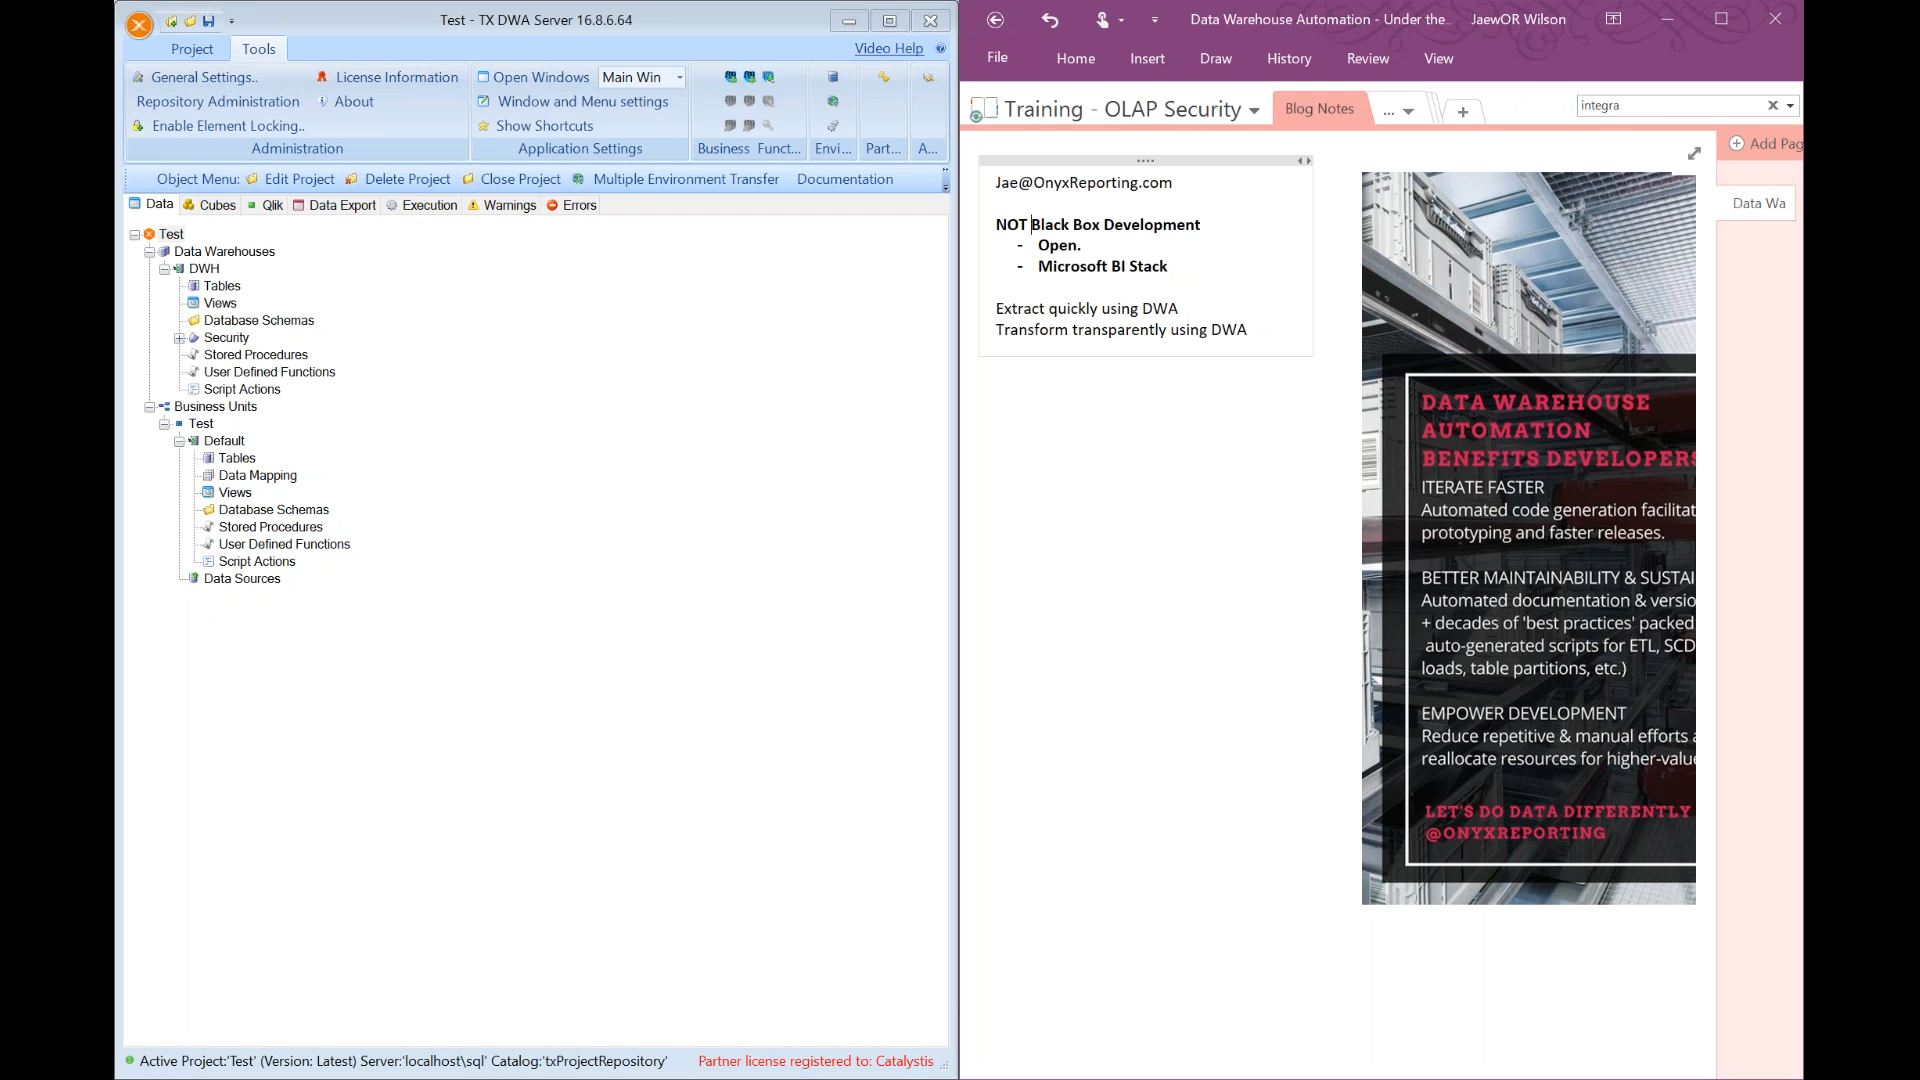 Test - TX DWA Server 16.8.6.64
Project
Tools
Video Help
General Settings..
License Information
Open Windows
Main Win
Repository Administration
About
Window and Menu settings
Enable Element Locking..
Show Shortcuts
Administration
Application Settings
Business
Funct...
Envi...
Part...
A...
Object Menu:
Edit Project
Delete Project
Close Project
Multiple Environment Transfer
Documentation
Data
Cubes
Qlik
Data Export
Execution
Warnings
Errors
Test
Data Warehouses
DWH
Tables
Views
Database Schemas
Security
Stored Procedures
User Defined Functions
Script Actions
Business Units
Test
Default
Tables
Data Mapping
Views
Database Schemas
Stored Procedures
User Defined Functions
Script Actions
Data Sources
Active Project:'Test' (Version: Latest) Server:'localhost\sql' Catalog:'txProjectRepository'
Partner license registered to: Catalystis
Data Warehouse Automation - Under the...
JaewOR Wilson
File
Home
Insert
Draw
History
Review
View
Training - OLAP Security
Blog Notes
...
integra
Add Pag
Data Wa
Jae@OnyxReporting.com
NOT Black Box Development
- Open.
- Microsoft BI Stack
Extract quickly using DWA
Transform transparently using DWA
DATA WAREHOUSE
AUTOMATION
BENEFITS DEVELOPERS
ITERATE FASTER
Automated code generation facilitat
prototyping and faster releases.
BETTER MAINTAINABILITY & SUSTAI
Automated documentation & versio
+ decades of 'best practices' packed
auto-generated scripts for ETL, SCD
loads, table partitions, etc.)
EMPOWER DEVELOPMENT
Reduce repetitive & manual efforts a
reallocate resources for higher-value
LET'S DO DATA DIFFERENTLY
@ONYXREPORTING